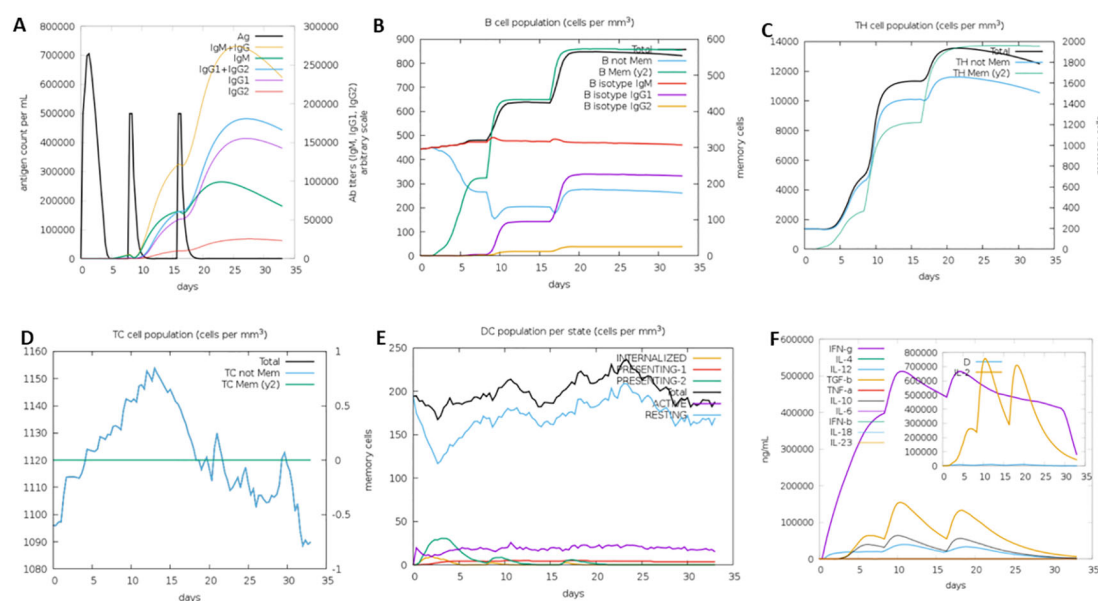 A
Ag
IgM+IgG
IgM
IgG1+IgG2
IgG1
IgG2
800000
700000
600000
500000
400000
300000
200000
100000
0
300000
250000
200000
150000
100000
50000
0
0 5 10 15 20 25 30 35
antigen count per mL
Ab titers (IgM, IgG1, IgG2)
arbitrary scale
days
B
B cell population (cells per mm³)
Total
B not Mem
B Mem (y2)
B isotype IgM
B isotype IgG1
B isotype IgG2
900
800
700
600
500
400
300
200
100
0
600
500
400
300
200
100
0
0 5 10 15 20 25 30 35
memory cells
days
C
TH cell population (cells per mm³)
Total
TH not Mem
TH Mem (y2)
14000
12000
10000
8000
6000
4000
2000
0
2000
1800
1600
1400
1200
1000
800
600
400
200
0
0 5 10 15 20 25 30 35
days
D
TC cell population (cells per mm³)
Total
TC not Mem
TC Mem (y2)
1160
1150
1140
1130
1120
1110
1100
1090
1080
1
0.5
0
-0.5
-1
0 5 10 15 20 25 30 35
days
E
DC population per state (cells per mm³)
INTERNALIZED
PRESENTING-1
PRESENTING-2
Total
ACTIVE
RESTING
250
200
150
100
50
0
0 5 10 15 20 25 30 35
memory cells
days
F
IFN-g
IL-4
IL-12
TGF-b
TNF-a
IL-10
IL-6
IFN-b
IL-18
IL-23
600000
500000
400000
300000
200000
100000
0
0 5 10 15 20 25 30 35
ng/mL
days
D
IL-2
800000
700000
600000
500000
400000
300000
200000
100000
0
0 5 10 15 20 25 30 35